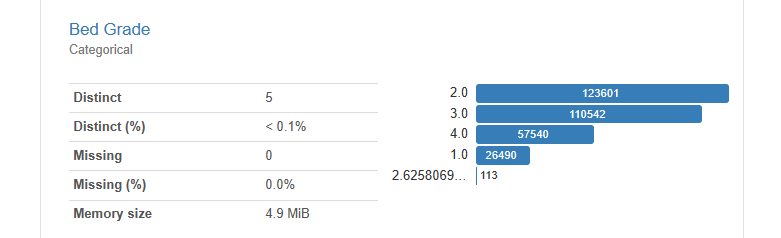 Bed Grade
Categorical
Distinct 5
Distinct (%) < 0.1%
Missing 0
Missing (%) 0.0%
Memory size 4.9 MiB
2.0 123601
3.0 110542
4.0 57540
1.0 26490
2.6258069... 113